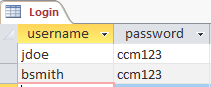 Login
username password
jdoe ccm123
bsmith ccm123